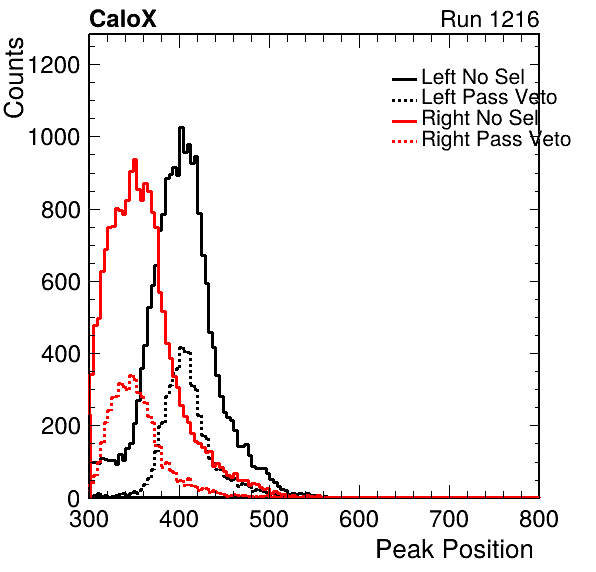 CaloX Run 1216
Counts
1200
1000
800
600
400
200
0
Left No Sel
Left Pass Veto
Right No Sel
Right Pass Veto
300 400 500 600 700 800
Peak Position